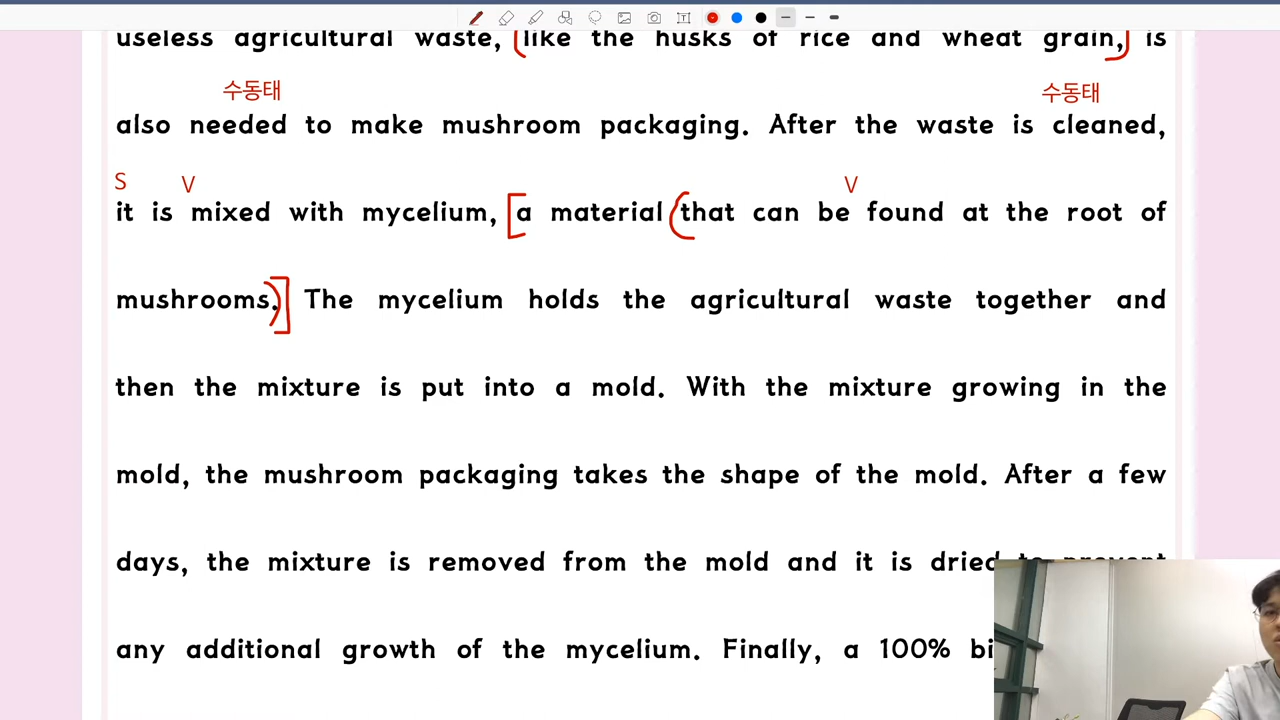 useless agricultural waste, (like the husks of rice and wheat grain,) is
수동태 수동태
also needed to make mushroom packaging. After the waste is cleaned,
S V V
it is mixed with mycelium, [a material (that can be found at the root of
mushrooms.)] The mycelium holds the agricultural waste together and
then the mixture is put into a mold. With the mixture growing in the
mold, the mushroom packaging takes the shape of the mold. After a few
days, the mixture is removed from the mold and it is dried to prevent
any additional growth of the mycelium. Finally, a 100% bi